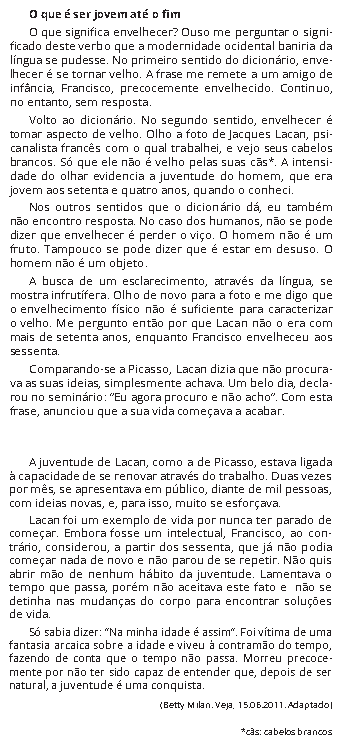 O que é ser jovem até o fim
O que significa envelhecer? Ouso me perguntar o signi-
ficado deste verbo que a modernidade ocidental baniria da
língua se pudesse. No primeiro sentido do dicionário, enve-
lhecer é se tornar velho. A frase me remete a um amigo de
infância, Francisco, precocemente envelhecido. Continuo,
no entanto, sem resposta.
Volto ao dicionário. No segundo sentido, envelhecer é
tomar aspecto de velho. Olho a foto de Jacques Lacan, psi-
canalista francês com o qual trabalhei, e vejo seus cabelos
brancos. Só que ele não é velho pelas suas cãs*. A intensi-
dade do olhar evidencia a juventude do homem, que era
jovem aos setenta e quatro anos, quando o conheci.
Nos outros sentidos que o dicionário dá, eu também
não encontro resposta. No caso dos humanos, não se pode
dizer que envelhecer é perder o viço. O homem não é um
fruto. Tampouco se pode dizer que é estar em desuso. O
homem não é um objeto.
A busca de um esclarecimento, através da língua, se
mostra infrutífera. Olho de novo para a foto e me digo que
o envelhecimento físico não é suficiente para caracterizar
o velho. Me pergunto então por que Lacan não o era com
mais de setenta anos, enquanto Francisco envelheceu aos
sessenta.
Comparando-se a Picasso, Lacan dizia que não procura-
va as suas ideias, simplesmente achava. Um belo dia, decla-
rou no seminário: “Eu agora procuro e não acho”. Com esta
frase, anunciou que a sua vida começava a acabar.
A juventude de Lacan, como a de Picasso, estava ligada
à capacidade de se renovar através do trabalho. Duas vezes
por mês, se apresentava em público, diante de mil pessoas,
com ideias novas, e, para isso, muito se esforçava.
Lacan foi um exemplo de vida por nunca ter parado de
começar. Embora fosse um intelectual, Francisco, ao con-
trário, considerou, a partir dos sessenta, que já não podia
começar nada de novo e não parou de se repetir. Não quis
abrir mão de nenhum hábito da juventude. Lamentava o
tempo que passa, porém não aceitava este fato e não se
detinha nas mudanças do corpo para encontrar soluções
de vida.
Só sabia dizer: “Na minha idade é assim”. Foi vítima de uma
fantasia arcaica sobre a idade e viveu à contramão do tempo,
fazendo de conta que o tempo não passa. Morreu precoce-
mente por não ter sido capaz de entender que, depois de ser
natural, a juventude é uma conquista.
(Betty Milan. Veja, 15.06.2011. Adaptado)
*cãs: cabelos brancos